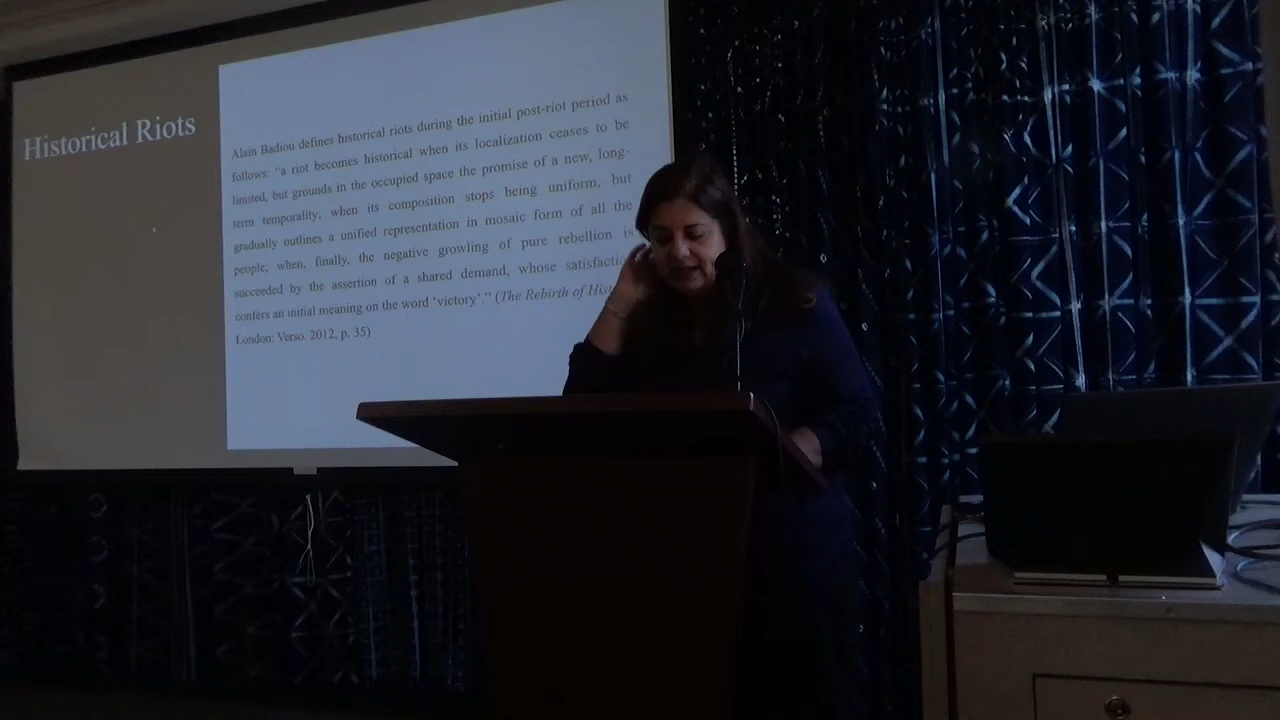 Historical Riots
Alain Badiou defines historical riots during the initial post-riot period as
follows: “a riot becomes historical when its localization ceases to be
limited, but grounds in the occupied space the promise of a new, long-
term temporality; when its composition stops being uniform, but
gradually outlines a unified representation in mosaic form of all the
people; when, finally, the negative growling of pure rebellion is
succeeded by the assertion of a shared demand, whose satisfactio
confers an initial meaning on the word ‘victory’.” (The Rebirth of Hist
London: Verso. 2012, p. 35)